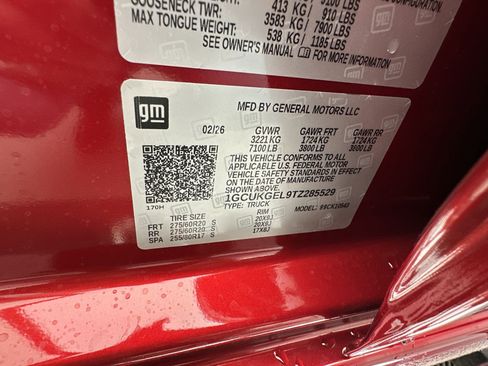 GOOSENECK TWR:
413 KG / 910 LBS
MAX TONGUE WEIGHT:
3583 KG / 7900 LBS
538 KG / 1185 LBS
SEE OWNER'S MANUAL FOR MORE INFORMATION
gm
MFD BY GENERAL MOTORS LLC
02/26 GVWR GAWR FRT GAWR RR
3221 KG 1724 KG 1724 KG
7100 LB 3800 LB 3800 LB
THIS VEHICLE CONFORMS TO ALL
APPLICABLE U.S. FEDERAL MOTOR
VEHICLE SAFETY STANDARDS IN
EFFECT ON THE DATE OF MANUFACTURE
SHOWN ABOVE.
1GCUKGEL9TZ285529
TYPE: TRUCK
MODEL:
170H
TIRE SIZE RIM
FRT 275/60R20 S 20X9J
RR 275/60R20 S 20X9J
SPA 255/80R17 S 17X8J